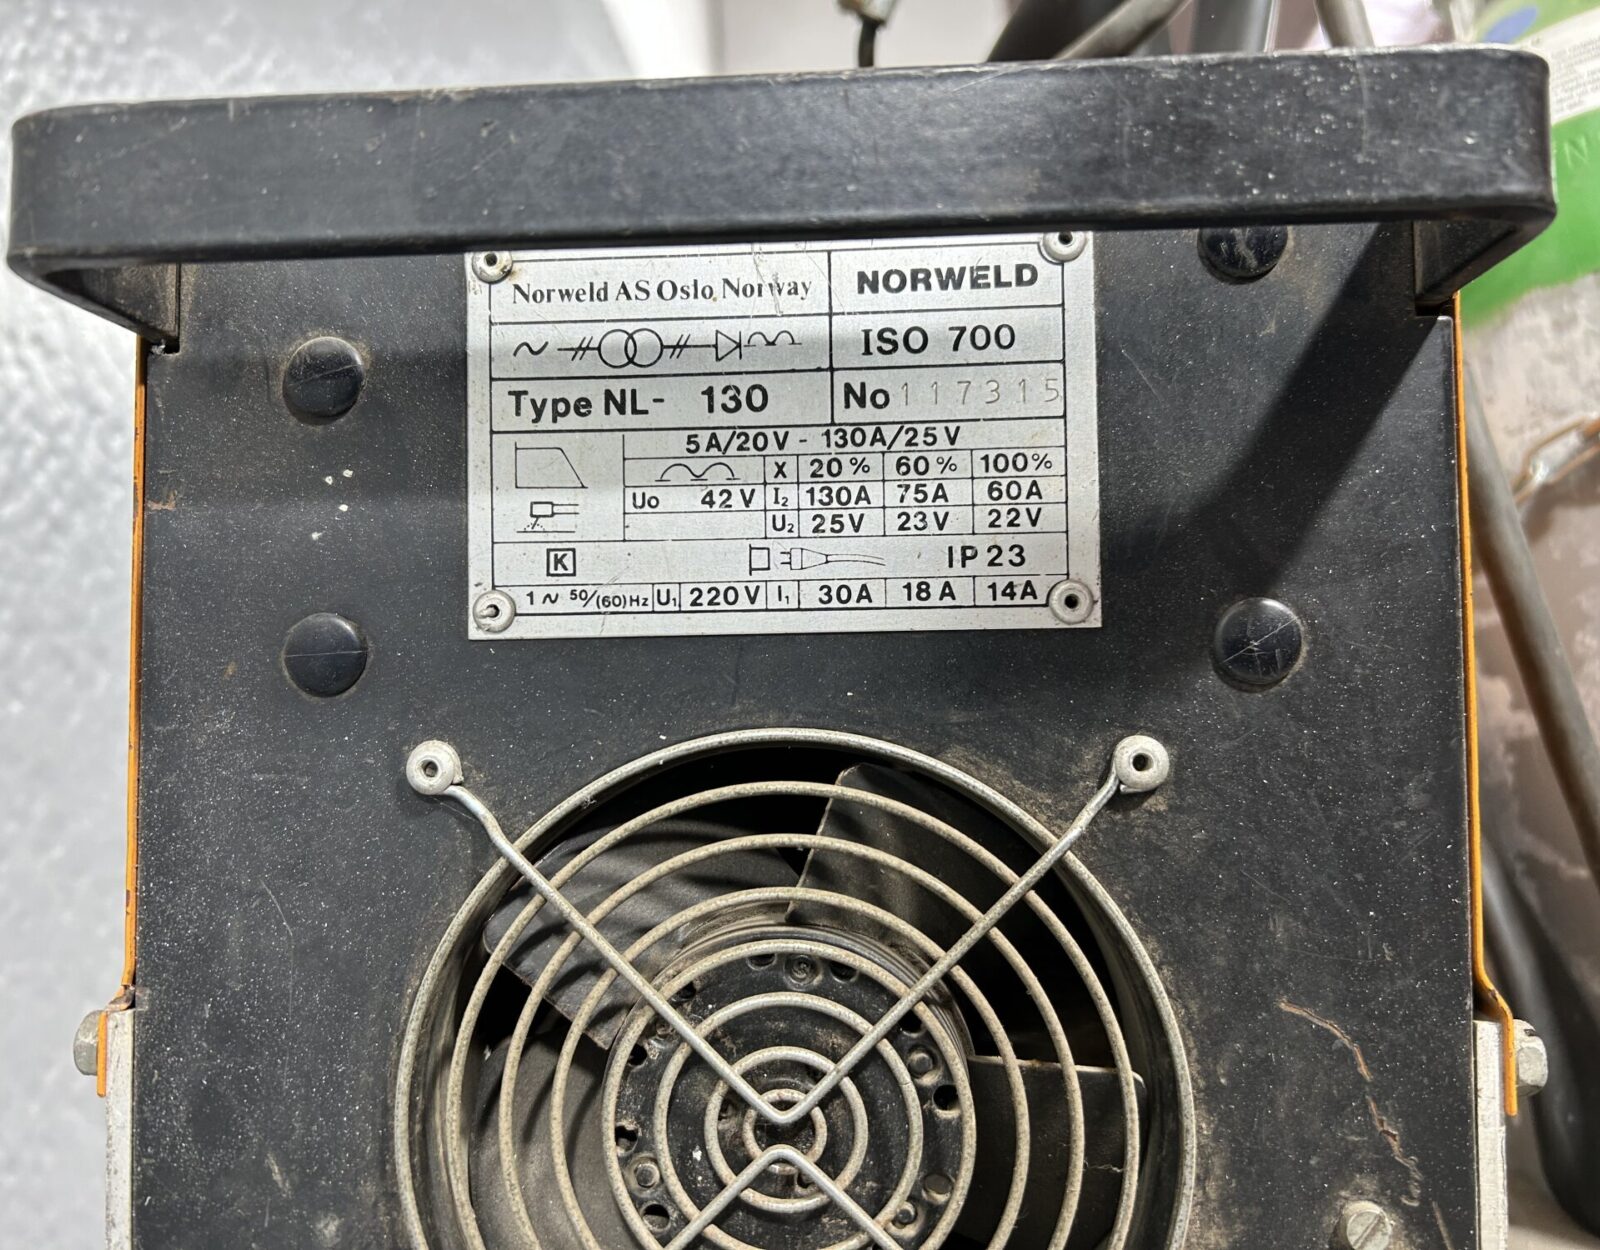 Norweld AS Oslo, Norway
NORWELD
ISO 700
Type NL- 130
No 117315
5A/20V - 130A/25V
X 20% 60% 100%
U₀ 42V I₂ 130A 75A 60A
U₂ 25V 23V 22V
K
IP 23
1 ~ 50/(60)Hz U₁ 220V I₁ 30A 18A 14A